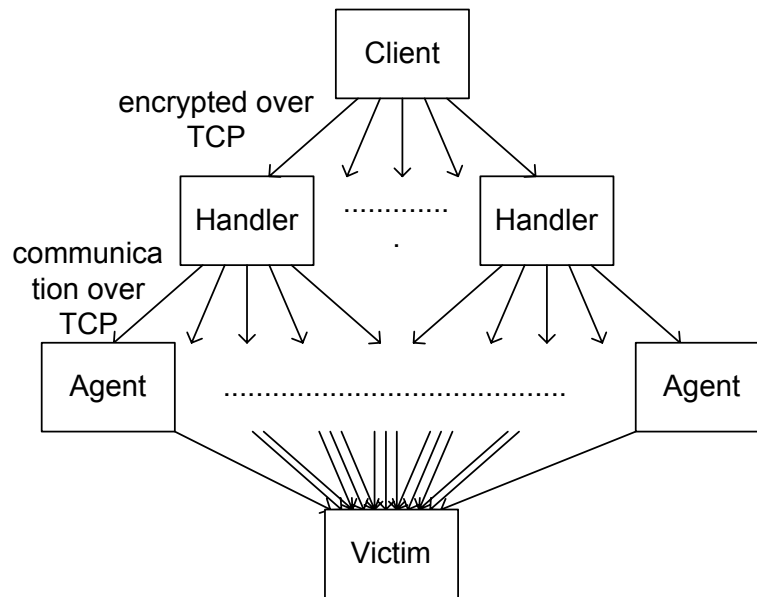 Client
encrypted over
TCP
Handler
.............
.
Handler
communica
tion over
TCP
Agent
.........................................
Agent
Victim